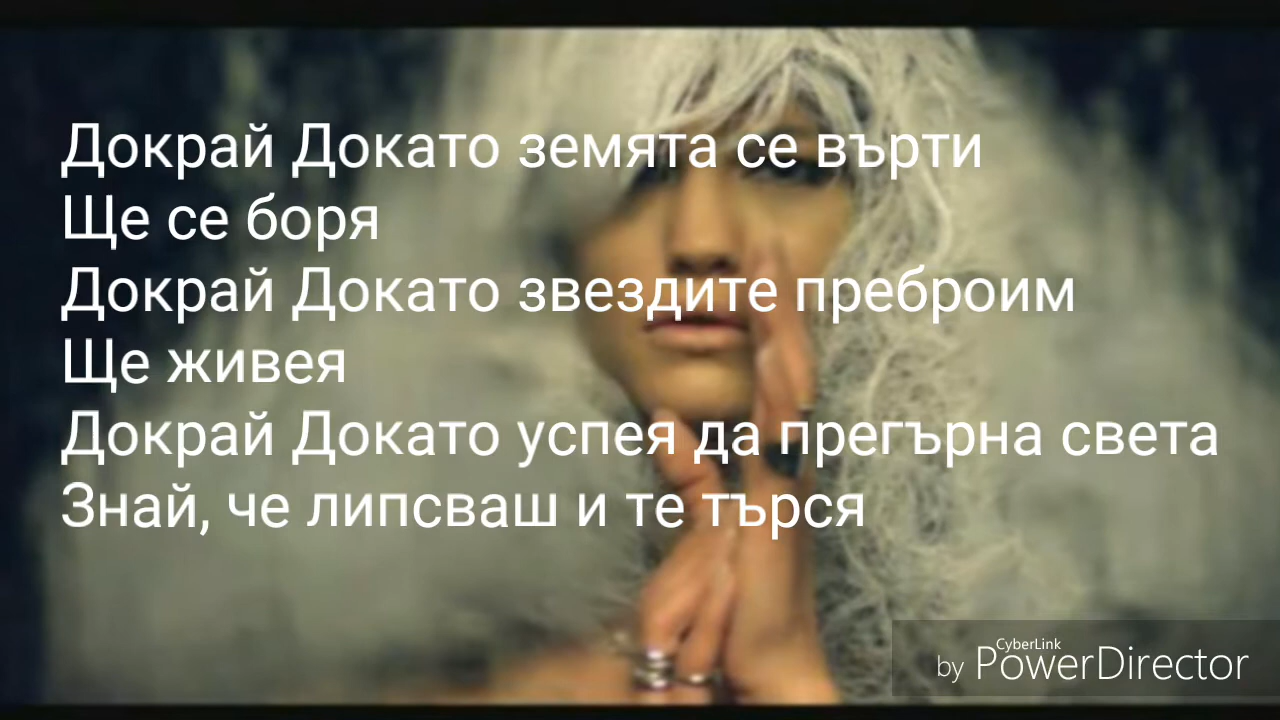 Докрай Докато земята се върти
Ще се боря
Докрай Докато звездите преброим
Ще живея
Докрай Докато успея да прегърна света
Знай, че липсваш и те търся
CyberLink
by PowerDirector